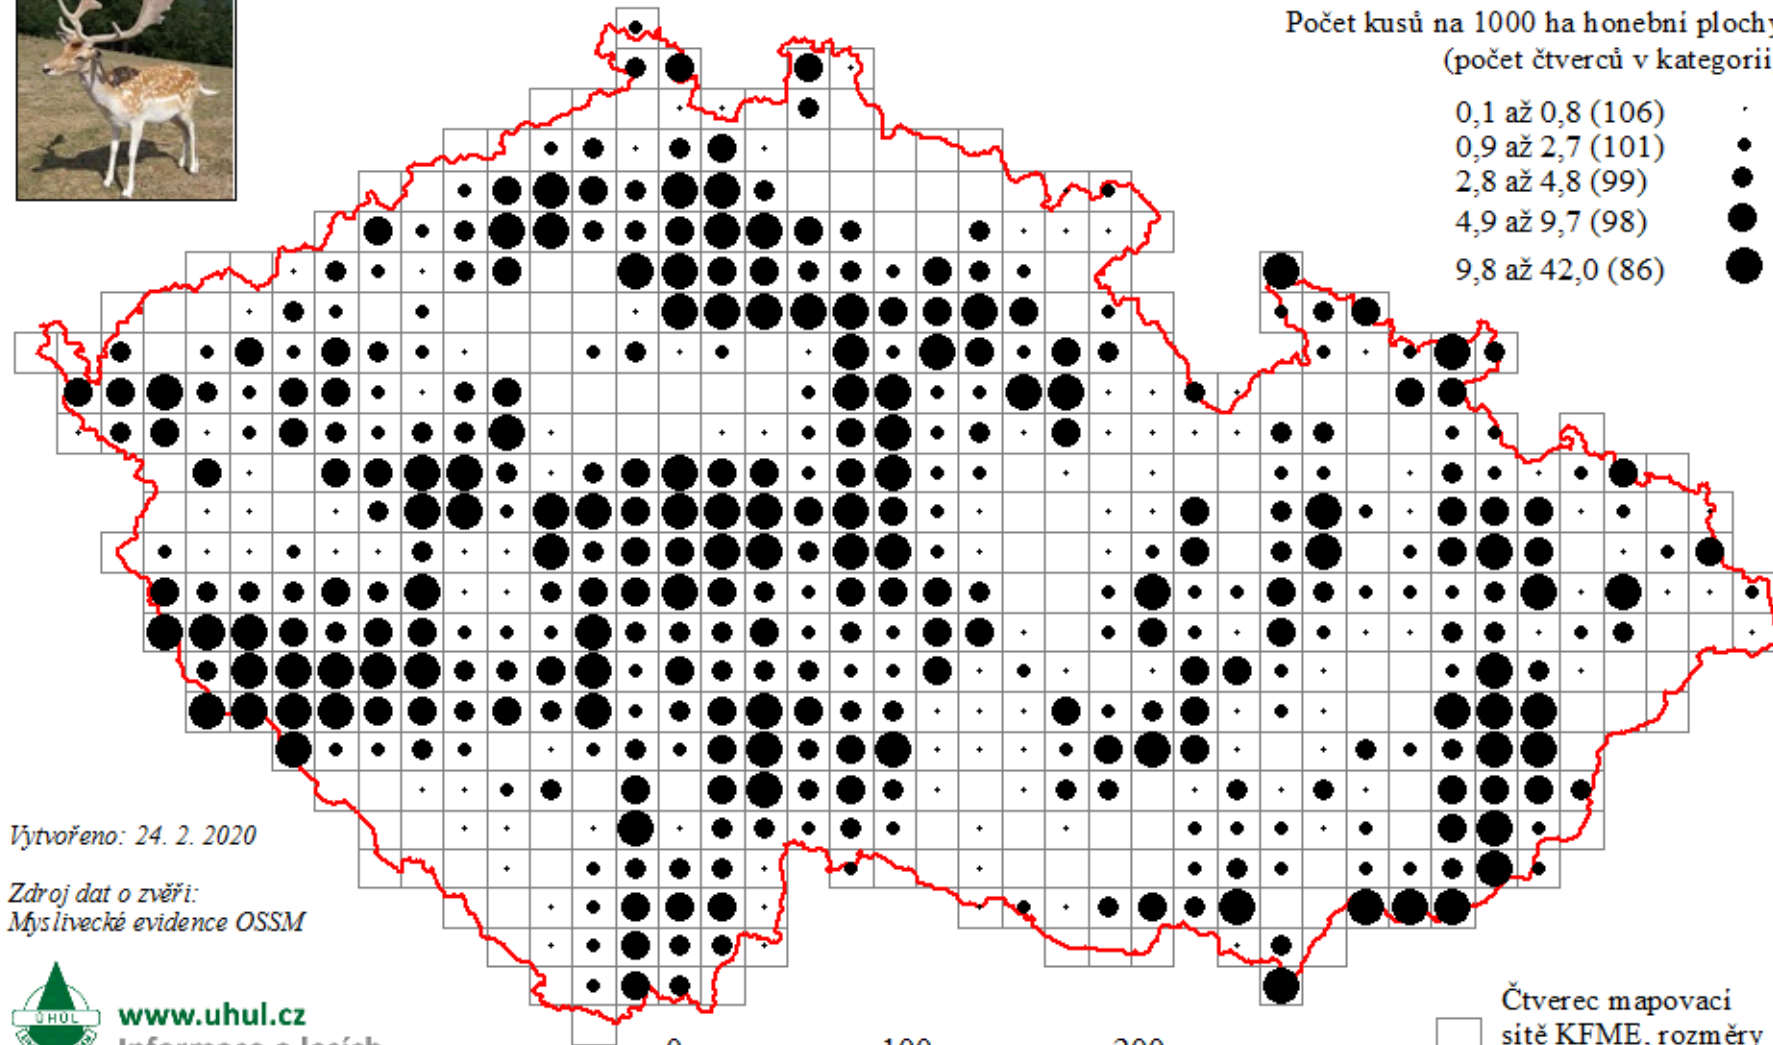 Počet kusů na 1000 ha honební plochy
(počet čtverců v kategorii
0,1 až 0,8 (106)
0,9 až 2,7 (101)
2,8 až 4,8 (99)
4,9 až 9,7 (98)
9,8 až 42,0 (86)
Vytvořeno: 24. 2. 2020
Zdroj dat o zvěři:
Myslivecké evidence OSSM
ÚHÚL
www.uhul.cz
Informace o lesích
0 100 200
Čtverec mapovací
sítě KFME, rozměry